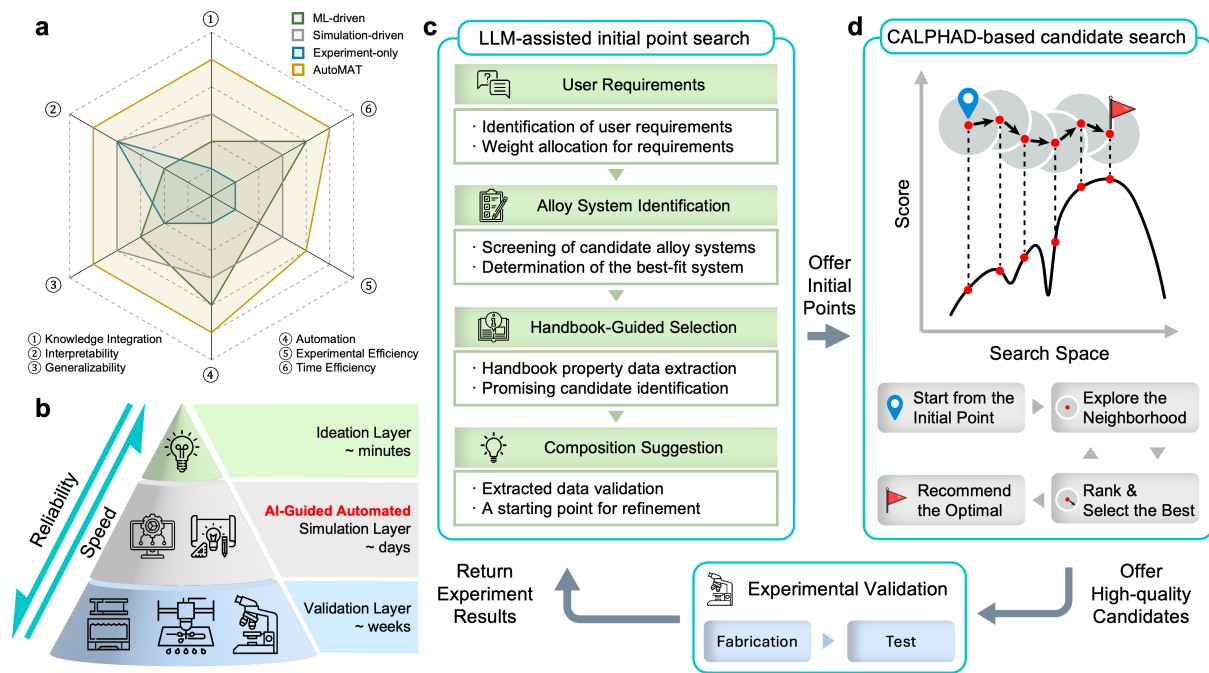 a
①
②
③
④
⑤
⑥
ML-driven
Simulation-driven
Experiment-only
AutoMAT
① Knowledge Integration
② Interpretability
③ Generalizability
④ Automation
⑤ Experimental Efficiency
⑥ Time Efficiency
b
Reliability
Speed
Ideation Layer
~ minutes
AI-Guided Automated
Simulation Layer
~ days
Validation Layer
~ weeks
c
LLM-assisted initial point search
User Requirements
· Identification of user requirements
· Weight allocation for requirements
Alloy System Identification
· Screening of candidate alloy systems
· Determination of the best-fit system
Handbook-Guided Selection
· Handbook property data extraction
· Promising candidate identification
Composition Suggestion
· Extracted data validation
· A starting point for refinement
Offer
Initial
Points
d
CALPHAD-based candidate search
Score
Search Space
Start from the
Initial Point
Explore the
Neighborhood
Recommend
the Optimal
Rank &
Select the Best
Offer
High-quality
Candidates
Experimental Validation
Fabrication
Test
Return
Experiment
Results